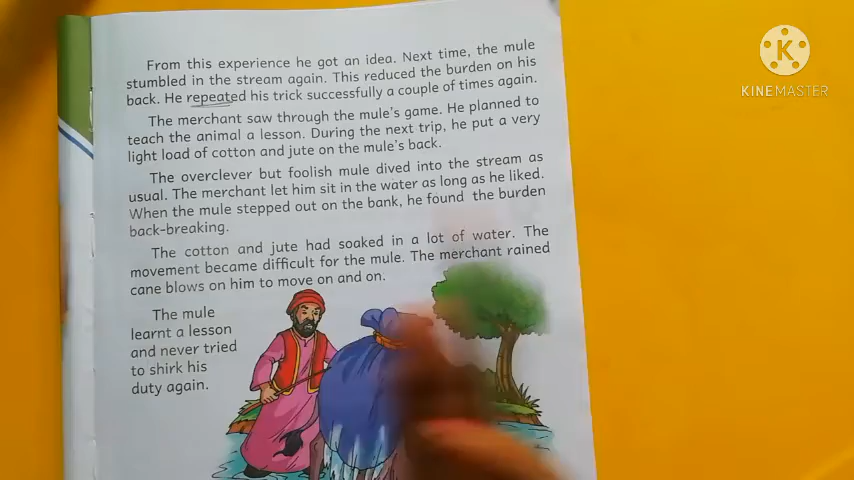 From this experience he got an idea. Next time, the mule
stumbled in the stream again. This reduced the burden on his
back. He repeated his trick successfully a couple of times again.
The merchant saw through the mule's game. He planned to
teach the animal a lesson. During the next trip, he put a very
light load of cotton and jute on the mule's back.
The overclever but foolish mule dived into the stream as
usual. The merchant let him sit in the water as long as he liked.
When the mule stepped out on the bank, he found the burden
back-breaking.
The cotton and jute had soaked in a lot of water. The
movement became difficult for the mule. The merchant rained
cane blows on him to move on and on.
The mule
learnt a lesson
and never tried
to shirk his
duty again.
K
KINEMASTER